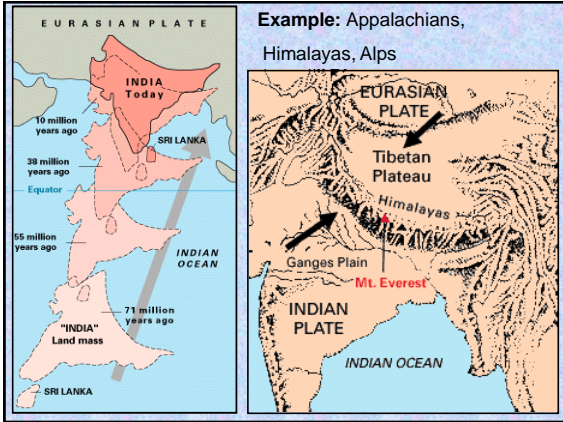 Example: Appalachians,
Himalayas, Alps
EURASIAN PLATE
INDIA
Today
10 million
years ago
SRI LANKA
38 million
years ago
Equator
55 million
years ago
INDIAN
OCEAN
71 million
years ago
"INDIA"
Land mass
SRI LANKA
EURASIAN
PLATE
Tibetan
Plateau
Himalayas
Ganges Plain
Mt. Everest
INDIAN
PLATE
INDIAN OCEAN